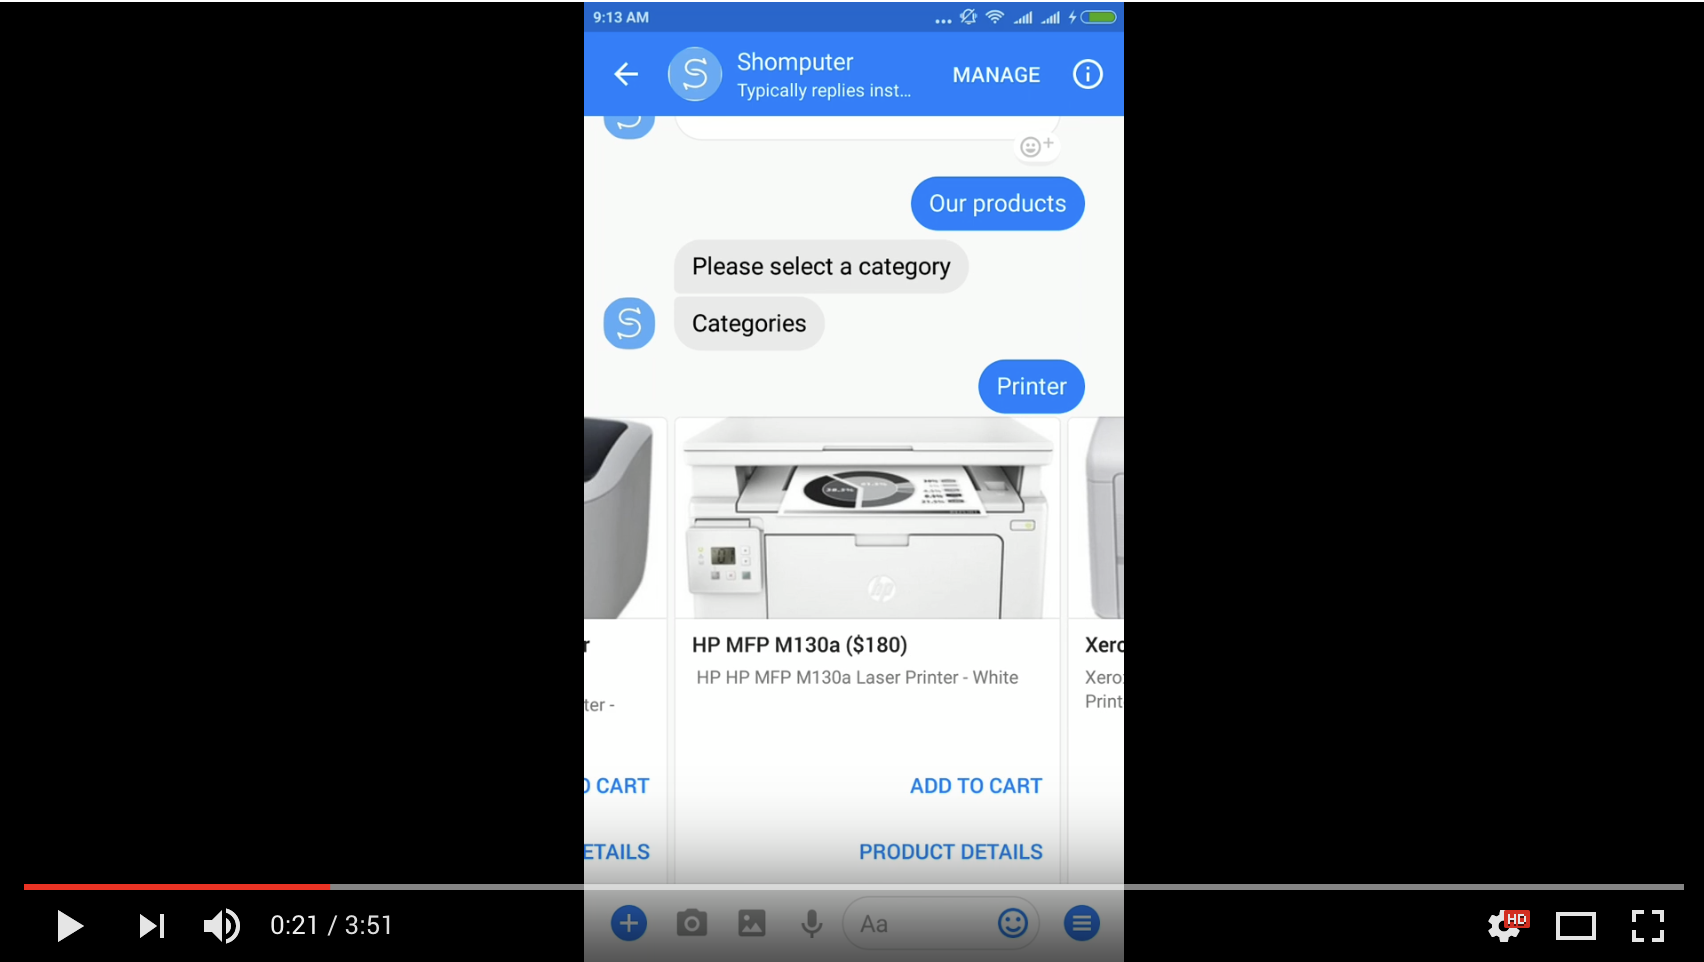 9:13 AM
Shomputer
Typically replies inst...
MANAGE
Our products
Please select a category
Categories
Printer
HP MFP M130a ($180)
HP HP MFP M130a Laser Printer - White
Xero
Xero
Print
ter -
CART
ADD TO CART
ETAILS
PRODUCT DETAILS
Aa
0:21 / 3:51
HD